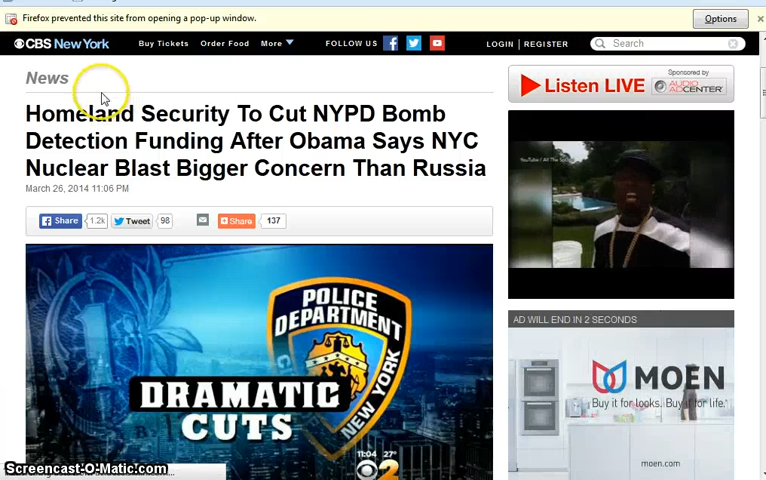 Firefox prevented this site from opening a pop-up window.
Options
CBS New York
Buy Tickets Order Food More FOLLOW US LOGIN | REGISTER Search
News
Homeland Security To Cut NYPD Bomb
Detection Funding After Obama Says NYC
Nuclear Blast Bigger Concern Than Russia
March 26, 2014 11:06 PM
Share 1.2k Tweet 98 Share 137
POLICE
DEPARTMENT
NEW YORK
DRAMATIC
CUTS
11:04 27°
2
Screencast-O-Matic.com
Sponsored by
Listen LIVE AUDIO
ADCENTER
AD WILL END IN 2 SECONDS
MOEN
Buy it for looks. Buy it for life.
moen.com